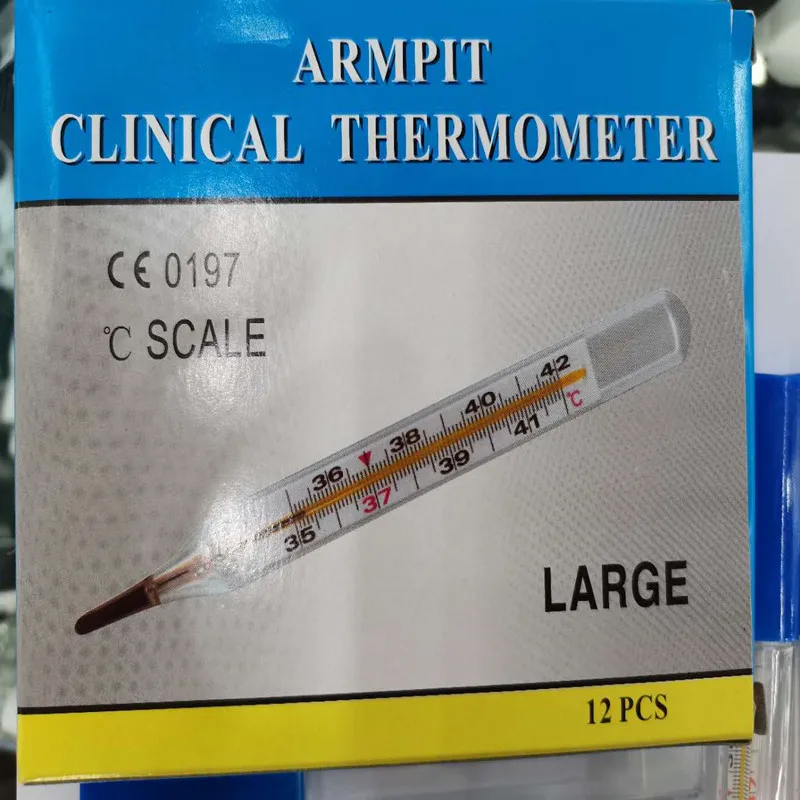 ARMPIT
CLINICAL THERMOMETER
CE 0197
℃ SCALE
42
40
℃
38
41
36
39
37
35
LARGE
12 PCS